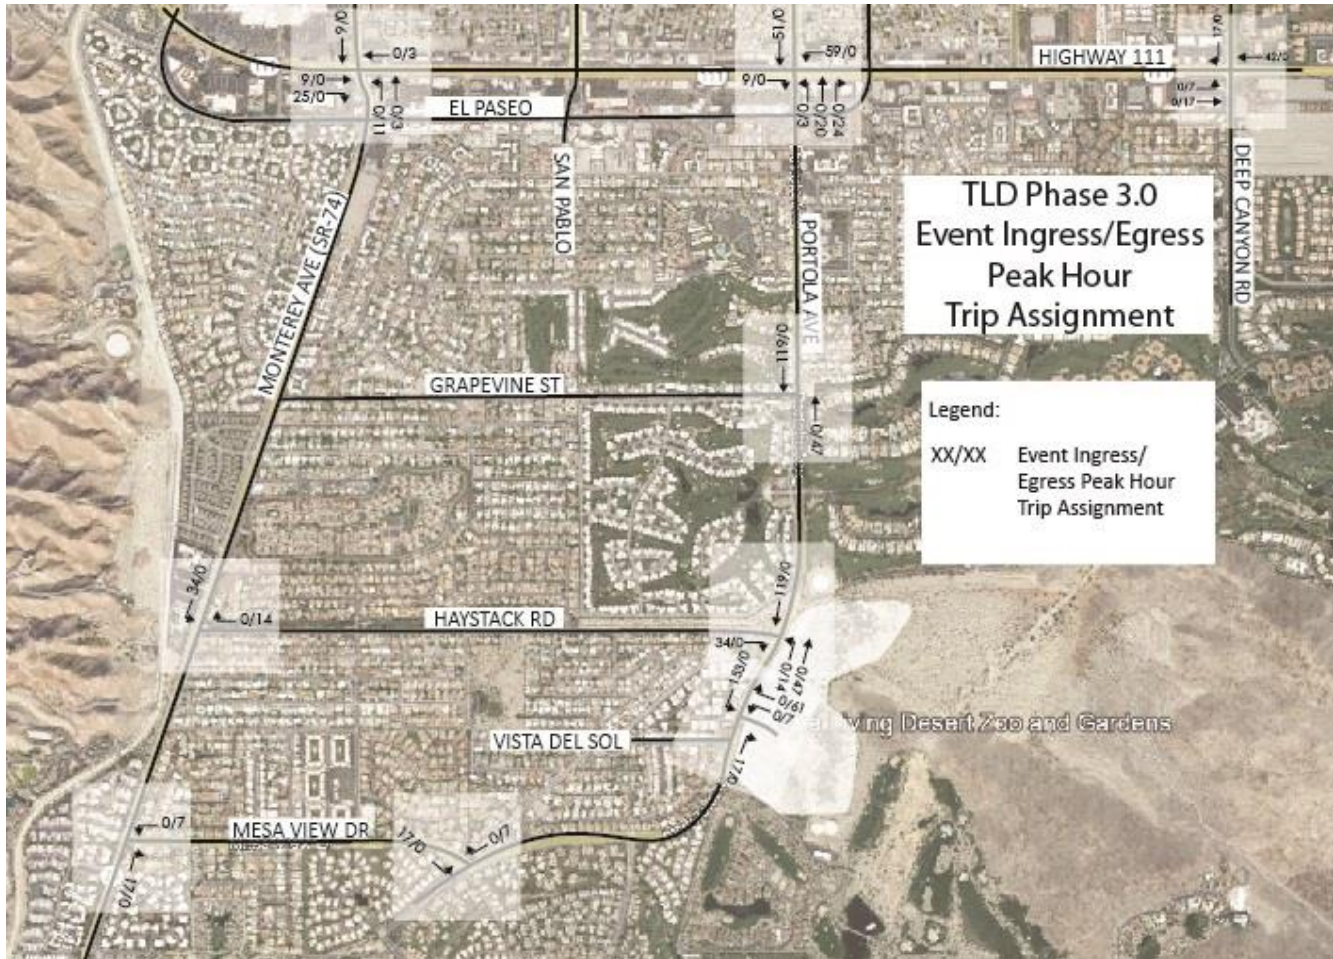 9/0
0/3
51/0
59/0
17/0
HIGHWAY 111
42/0
9/0
25/0
9/0
0/7
0/17
0/11
0/3
EL PASEO
0/3
0/20
0/24
SAN PABLO
DEEP CANYON RD
MONTEREY AVE (SR-74)
PORTOLA AVE
TLD Phase 3.0
Event Ingress/Egress
Peak Hour
Trip Assignment
119/0
GRAPEVINE ST
0/47
Legend:
XX/XX Event Ingress/
Egress Peak Hour
Trip Assignment
34/0
0/14
HAYSTACK RD
119/0
34/0
153/0
0/47
0/14
0/61
0/7
ving Desert Zoo and Gardens
VISTA DEL SOL
17/0
0/7
MESA VIEW DR
17/0
0/7
17/0